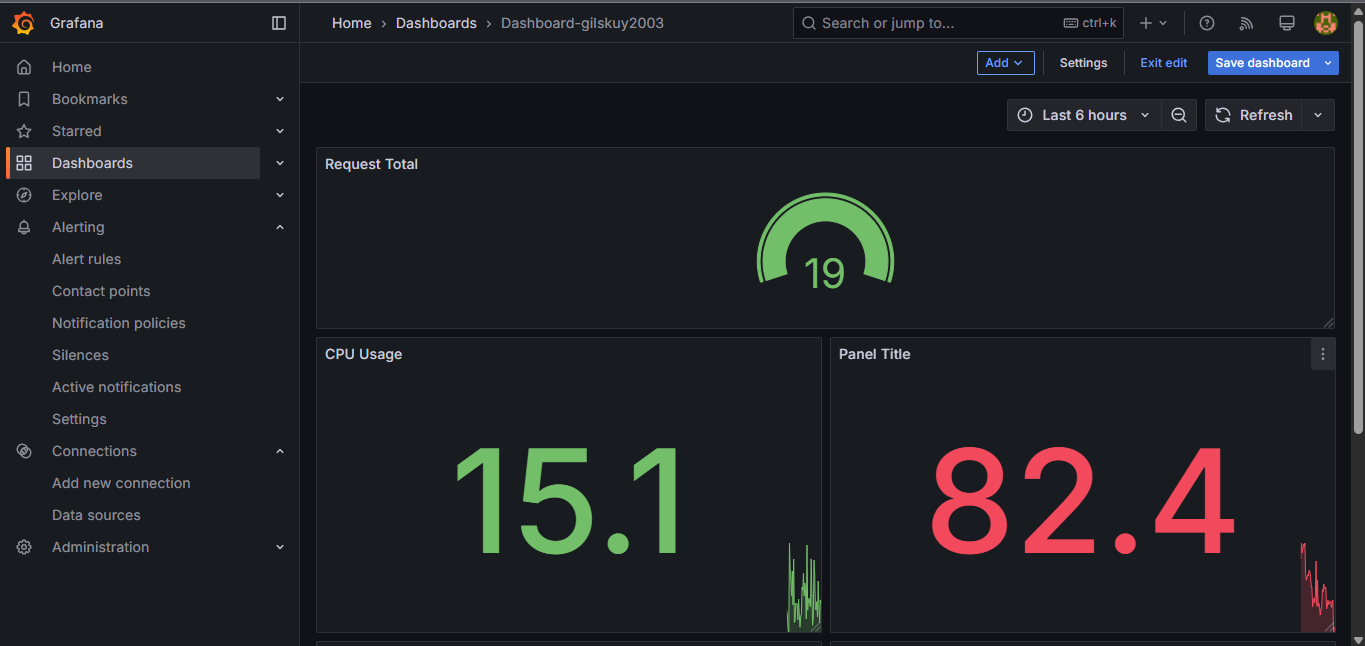 Grafana
Home › Dashboards › Dashboard-gilskuy2003
Search or jump to...
ctrl+k
Add
Settings
Exit edit
Save dashboard
Home
Bookmarks
Starred
Dashboards
Explore
Alerting
Alert rules
Contact points
Notification policies
Silences
Active notifications
Settings
Connections
Add new connection
Data sources
Administration
Last 6 hours
Refresh
Request Total
19
CPU Usage
15.1
Panel Title
82.4